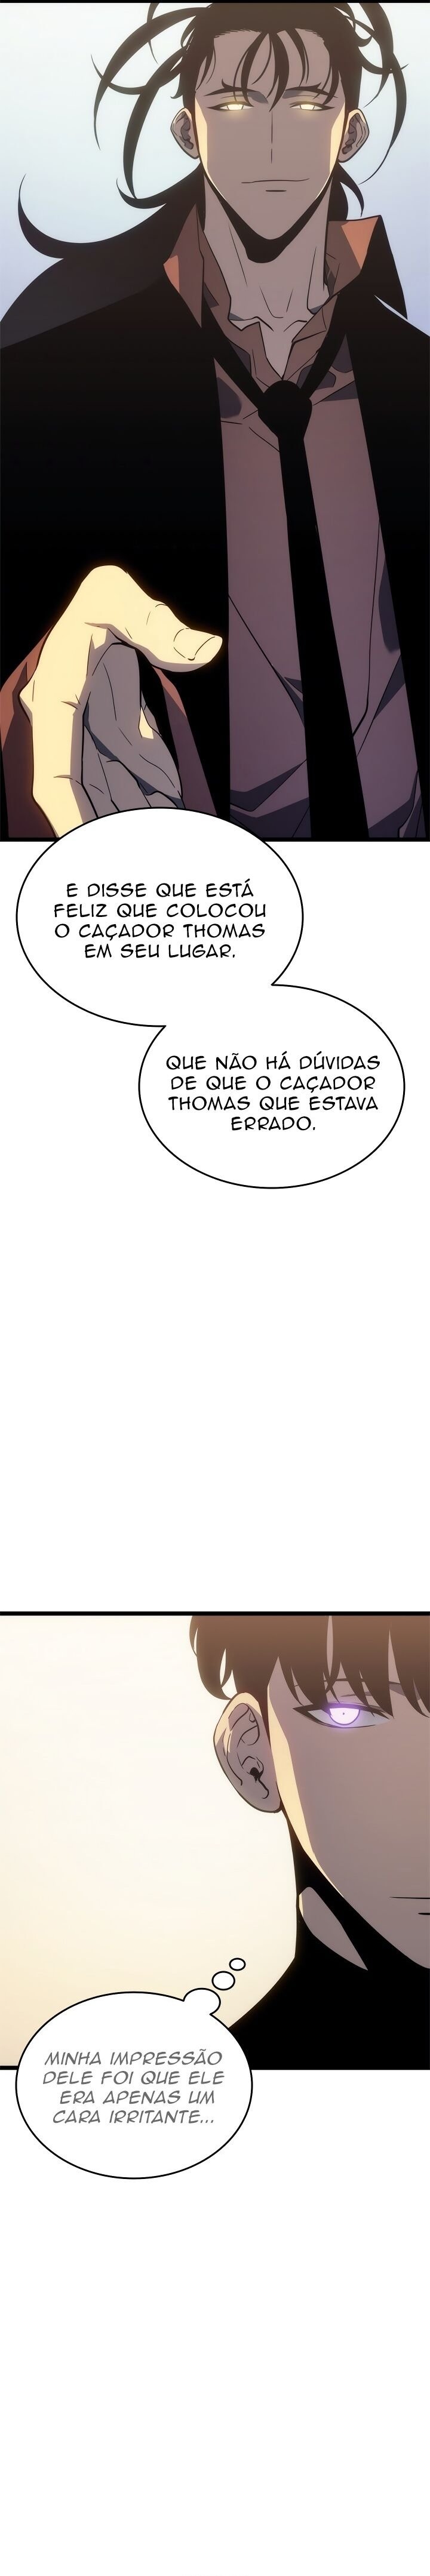 E DISSE QUE ESTÁ
FELIZ QUE COLOCOU
O CAÇADOR THOMAS
EM SEU LUGAR.
QUE NÃO HÁ DÚVIDAS
DE QUE O CAÇADOR
THOMAS QUE ESTAVA
ERRADO.
MINHA IMPRESSÃO
DELE FOI QUE ELE
ERA APENAS UM
CARA IRRITANTE...